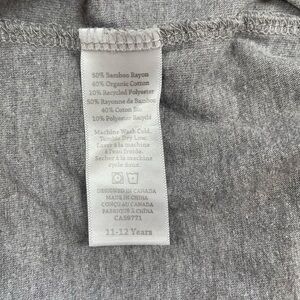 50% Bamboo Rayon
40% Organic Cotton
10% Recycled Polyester
50% Rayonne de Bambou
40% Coton Bio
10% Polyester Recyclé
Machine Wash Cold.
Tumble Dry Low.
Laver à la machine
à l'eau froide.
Sécher à la machine
cycle doux.
DESIGNED IN CANADA
MADE IN CHINA
CONÇU AU CANADA
FABRIQUÉ À CHINA
CA59771
11-12 Years